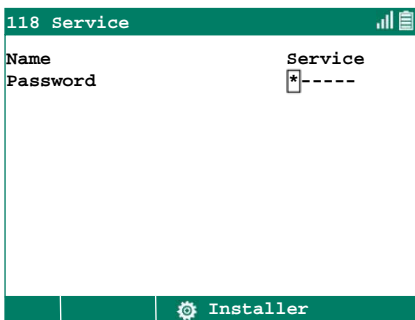 118 Service
Name Service
Password *-----
Installer